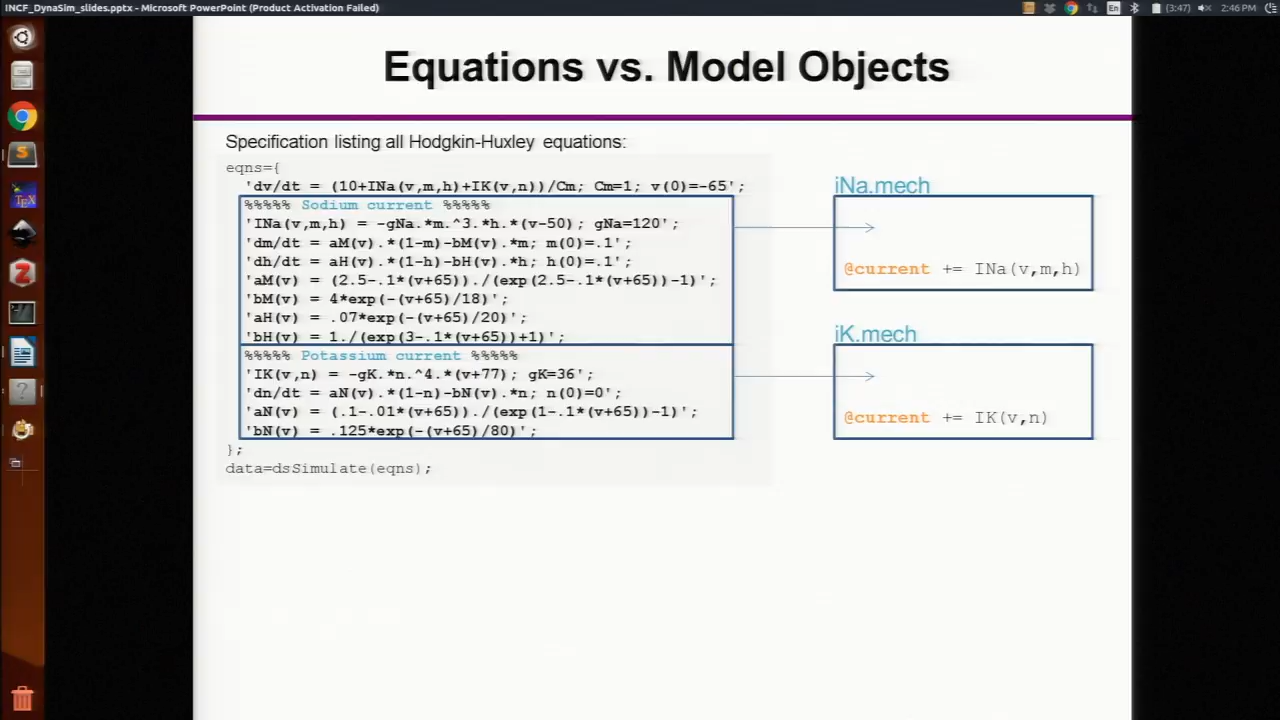 INCF_DynaSim_slides.pptx - Microsoft PowerPoint (Product Activation Failed)
En
(3:47)
2:46 PM
Equations vs. Model Objects
Specification listing all Hodgkin-Huxley equations:
eqns={
'dv/dt = (10+INa(v,m,h)+IK(v,n))/Cm; Cm=1; v(0)=-65';
%%%%% Sodium current %%%%%
'INa(v,m,h) = -gNa.*m.^3.*h.*(v-50); gNa=120';
'dm/dt = aM(v).*(1-m)-bM(v).*m; m(0)=.1';
'dh/dt = aH(v).*(1-h)-bH(v).*h; h(0)=.1';
'aM(v) = (2.5-.1*(v+65))./(exp(2.5-.1*(v+65))-1)';
'bM(v) = 4*exp(-(v+65)/18)';
'aH(v) = .07*exp(-(v+65)/20)';
'bH(v) = 1./(exp(3-.1*(v+65))+1)';
%%%%% Potassium current %%%%%
'IK(v,n) = -gK.*n.^4.*(v+77); gK=36';
'dn/dt = aN(v).*(1-n)-bN(v).*n; n(0)=0';
'aN(v) = (.1-.01*(v+65))./(exp(1-.1*(v+65))-1)';
'bN(v) = .125*exp(-(v+65)/80)';
};
data=dsSimulate(eqns);
iNa.mech
@current += INa(v,m,h)
iK.mech
@current += IK(v,n)